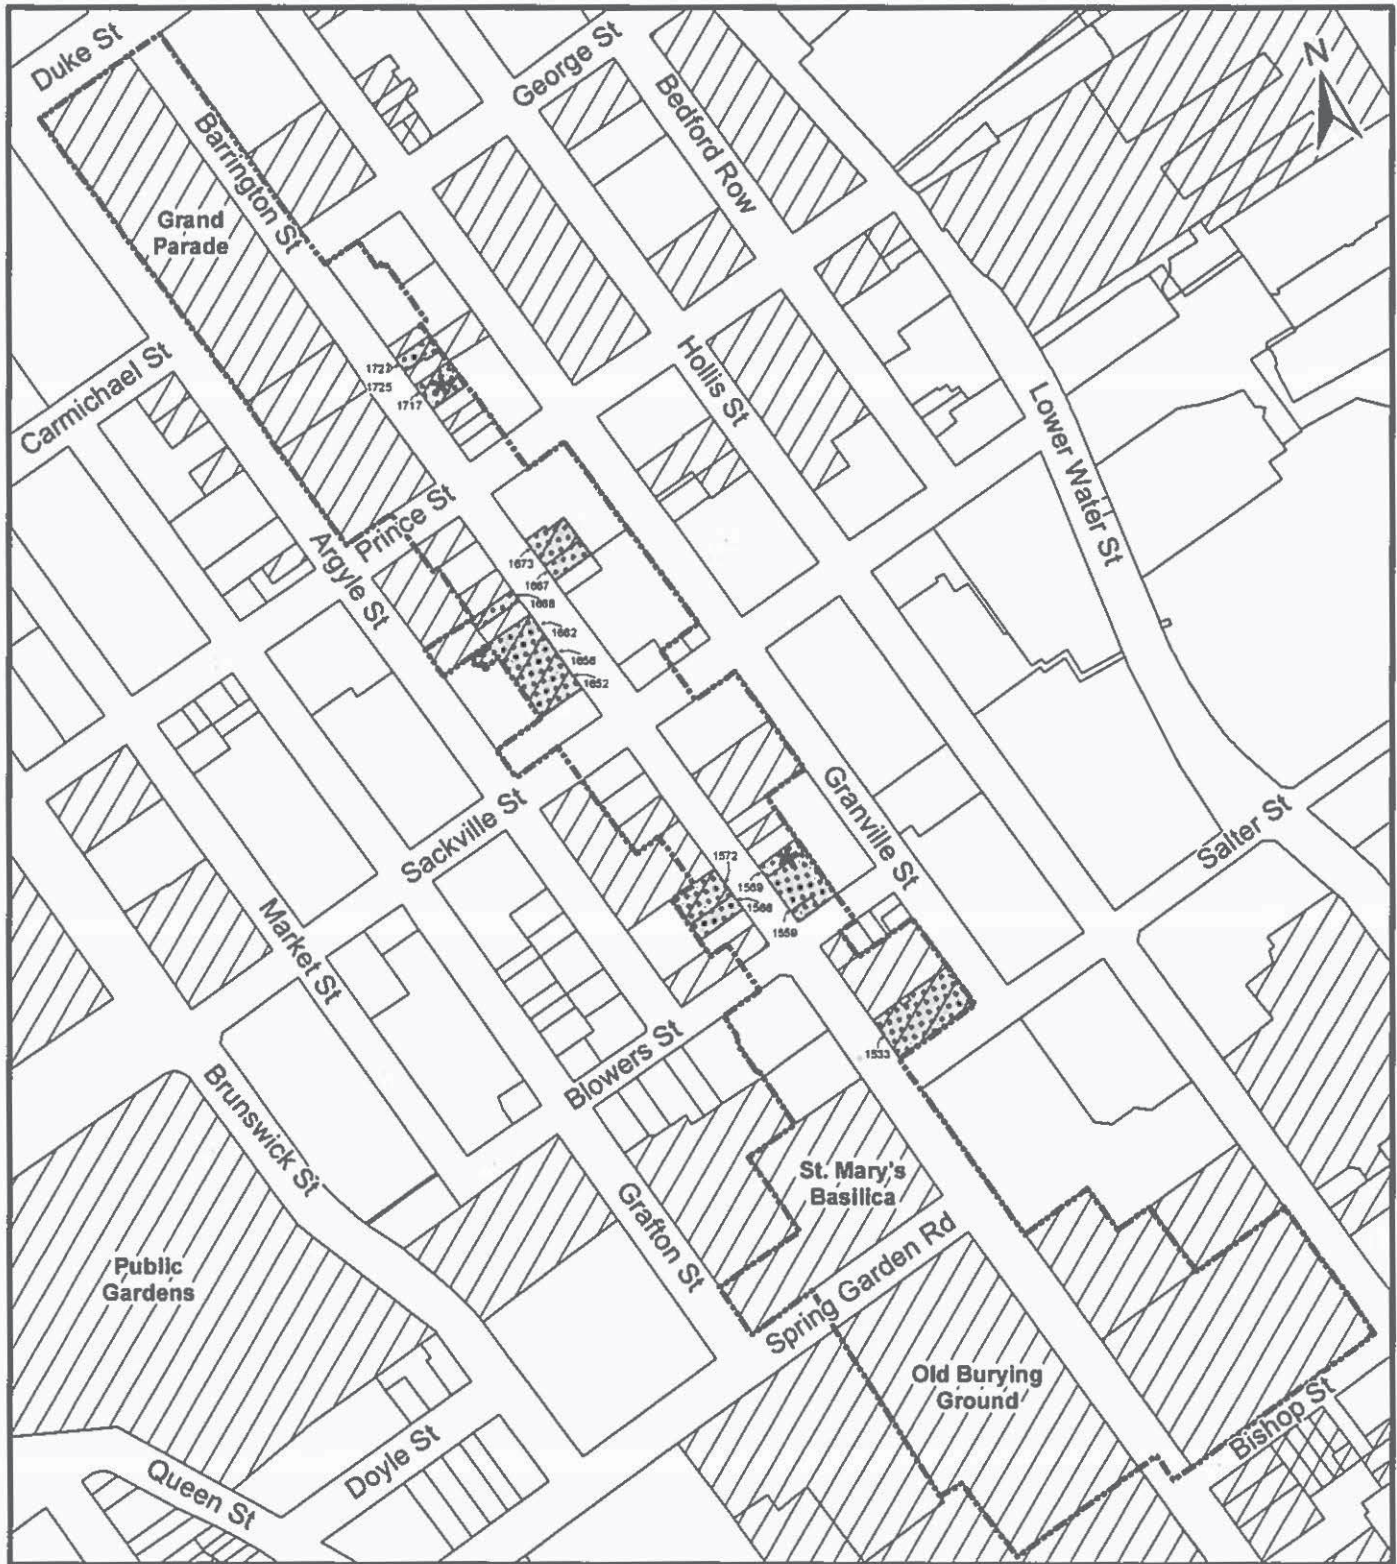 Duke St
George St
N
Barrington St
Bedford Row
Grand
Parade
Carmichael St
Hollis St
1725
1717
Lower Water St
Prince St
Argyle St
1673
1667
1668
1662
1656
1652
Granville St
Sackville St
Salter St
1572
1569
1566
1559
Market St
1533
Blowers St
Brunswick St
St. Mary's
Basilica
Grafton St
Spring Garden Rd
Public
Gardens
Old Burying
Ground
Bishop St
Doyle St
Queen St